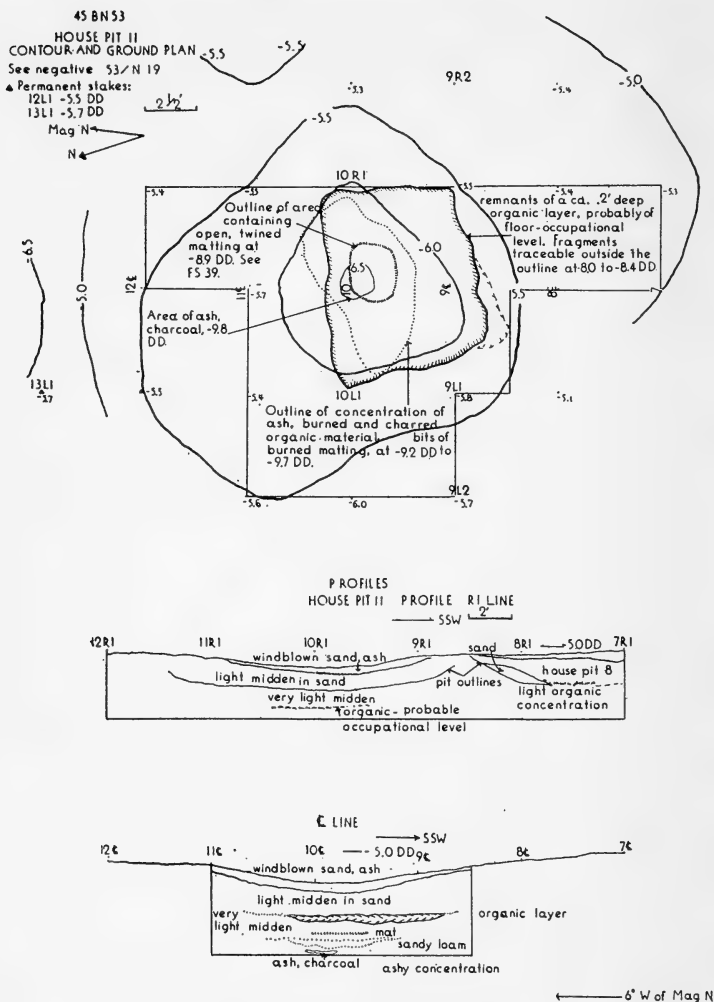 45 BN 53
HOUSE PIT II
CONTOUR AND GROUND PLAN
See negative 53/N 19
▲ Permanent stakes:
12L1 -5.5 DD
13L1 -5.7 DD
2½'
Mag N
N
-5.5
-5.5
-5.5
-5.3
9R2
-5.4
-5.0
10R1
-5.4
-5.5
-5.5
-5.3
Outline of area
containing
open, twined
matting at
-8.9 DD. See
FS 39.
remnants of a ca. .2' deep
organic layer, probably of
floor-occupational
level. Fragments
traceable outside The
outline at -8.0 to -8.4 DD.
-6.0
-6.5
-6.5
-5.0
12℄
11℄
-5.7
10
9℄
5.5
8℄
7
Area of ash,
charcoal, -9.8
DD.
13L1
-5.7
-5.5
-5.4
10L1
9L1
-5.8
-5.1
Outline of concentration of
ash, burned and charred
organic material, bits of
burned matting, at -9.2 DD to
-9.7 DD.
9L2
-5.6
-6.0
-5.7
PROFILES
HOUSE PIT II PROFILE R1 LINE
SSW 2'
12R1 11R1 10R1 9R1 sand 8R1 5.0DD 7R1
windblown sand, ash
light midden in sand
pit outlines
house pit 8
very light midden
light organic
concentration
organic - probable
occupational level
℄ LINE
SSW
12℄ 11℄ 10℄ -5.0 DD 9℄ 8℄ 7℄
windblown sand, ash
light midden in sand
very
light midden
organic layer
mat
sandy loam
ash, charcoal
ashy concentration
6° W of Mag N